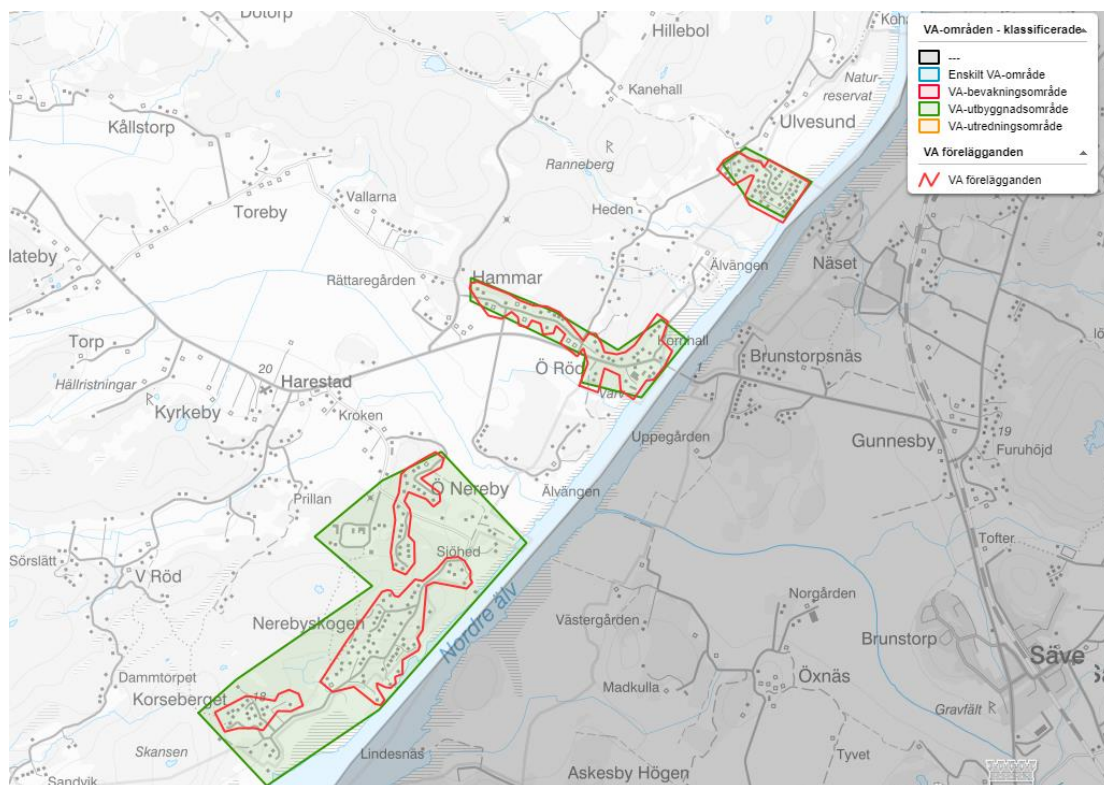 Dotorp
Hillebol
Koha
VA-områden - klassificerade
---
Enskilt VA-område
VA-bevakningsområde
VA-utbyggnadsområde
VA-utredningsområde
VA förelägganden
VA förelägganden
Kanehall
Natur-
reservat
Kållstorp
Ulvesund
Ranneberg
R
Vallarna
Toreby
Heden
lateby
Rättaregården
Hammar
Älvängen
Näset
Torp
Kornhall
lö
Ö Röd
Brunstorpsnäs
20
Harestad
Hällristningar
R
Varv
Kyrkeby
Kroken
Uppegården
Gunnesby
19
Furuhöjd
Ö Nereby
Älvängen
Prillan
Tofter
Sjöhed
Sörslätt
V Röd
Norgården
Nerebyskogen
Nordre älv
Västergården
Brunstorp
Säve
Dammtorpet
Korseberget
18
Madkulla
Öxnäs
Gravfält
R
Skansen
Lindesnäs
Tyvet
Sandvik
Askesby Högen